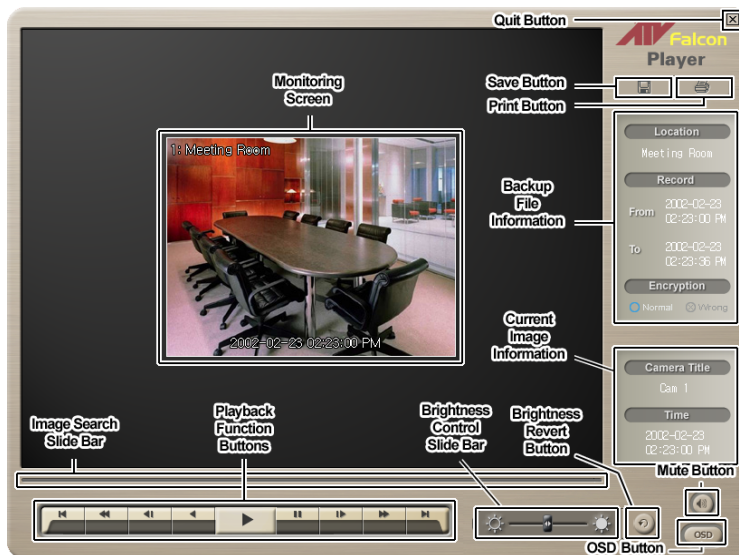 Quit Button
ATV
Falcon
Player
Save Button
Print Button
Monitoring
Screen
1: Meeting Room
2002-02-23 02:23:00 PM
Backup
File
Information
Location
Meeting Room
Record
From 2002-02-23
02:23:00 PM
To 2002-02-23
02:23:36 PM
Encryption
Normal Wrong
Current
Image
Information
Camera Title
Cam 1
Time
2002-02-23
02:23:00 PM
Image Search
Slide Bar
Playback
Function
Buttons
Brightness
Control
Slide Bar
Brightness
Revert
Button
Mute Button
OSD
OSD Button